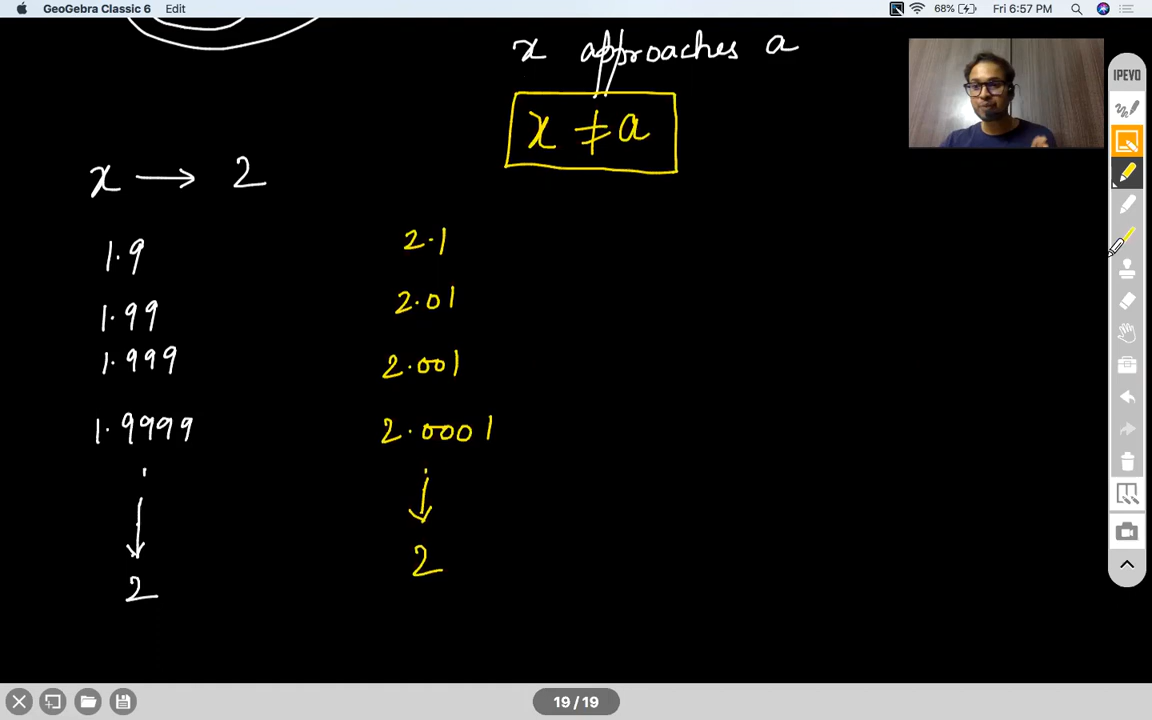 GeoGebra Classic 6 Edit 68% Fri 6:57 PM
x approaches a
IPEVO
x ≠ a
x → 2
1.9 2.1
1.99 2.01
1.999 2.001
1.9999 2.0001
2
2
19 / 19